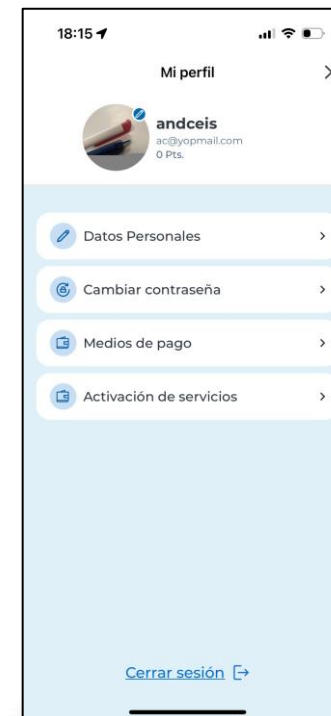 18:15
Mi perfil
andceis
ac@yopmail.com
0 Pts.
Datos Personales
Cambiar contraseña
Medios de pago
Activación de servicios
Cerrar sesión